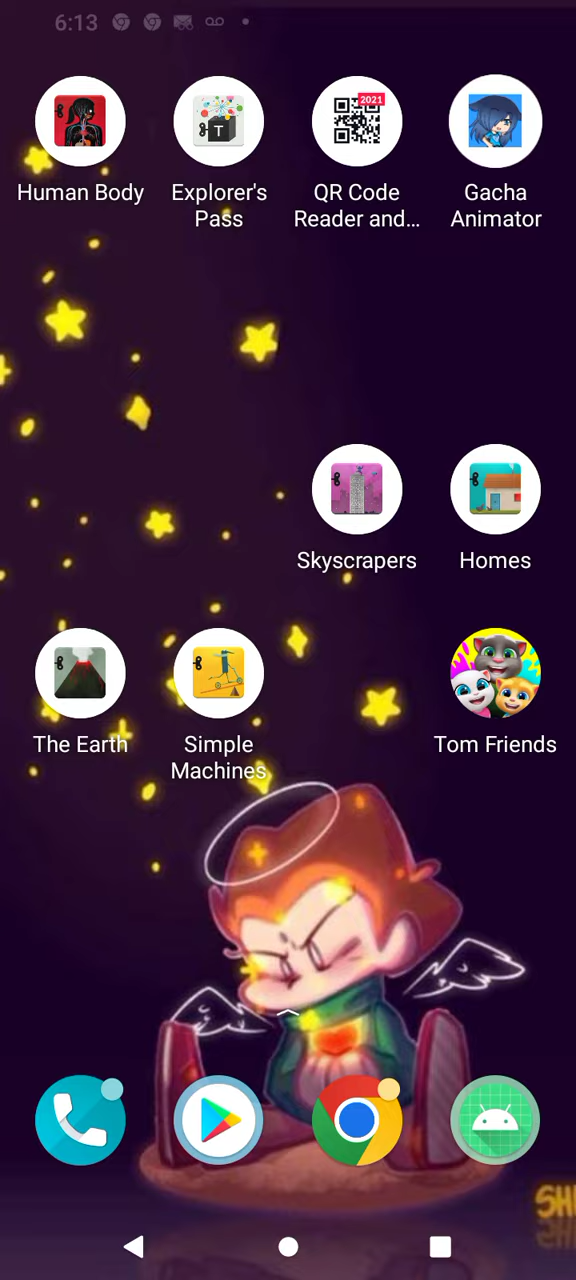 6:13
2021
T
Human Body
Explorer's
Pass
QR Code
Reader and…
Gacha
Animator
Skyscrapers
Homes
The Earth
Simple
Machines
Tom Friends
SH